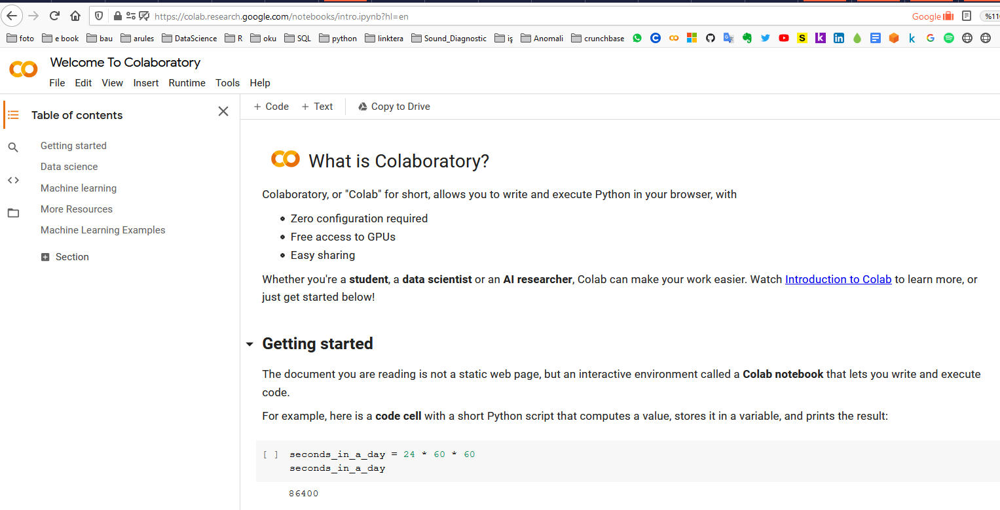 https://colab.research.google.com/notebooks/intro.ipynb?hl=en
Google
foto e book bau arules DataScience R oku SQL python linktera Sound_Diagnostic iş Anomali crunchbase
Welcome To Colaboratory
File Edit View Insert Runtime Tools Help
Table of contents
Getting started
Data science
Machine learning
More Resources
Machine Learning Examples
Section
+ Code + Text Copy to Drive
What is Colaboratory?
Colaboratory, or "Colab" for short, allows you to write and execute Python in your browser, with
• Zero configuration required
• Free access to GPUs
• Easy sharing
Whether you're a student, a data scientist or an AI researcher, Colab can make your work easier. Watch Introduction to Colab to learn more, or
just get started below!
Getting started
The document you are reading is not a static web page, but an interactive environment called a Colab notebook that lets you write and execute
code.
For example, here is a code cell with a short Python script that computes a value, stores it in a variable, and prints the result:
[ ] seconds_in_a_day = 24 * 60 * 60
seconds_in_a_day
86400